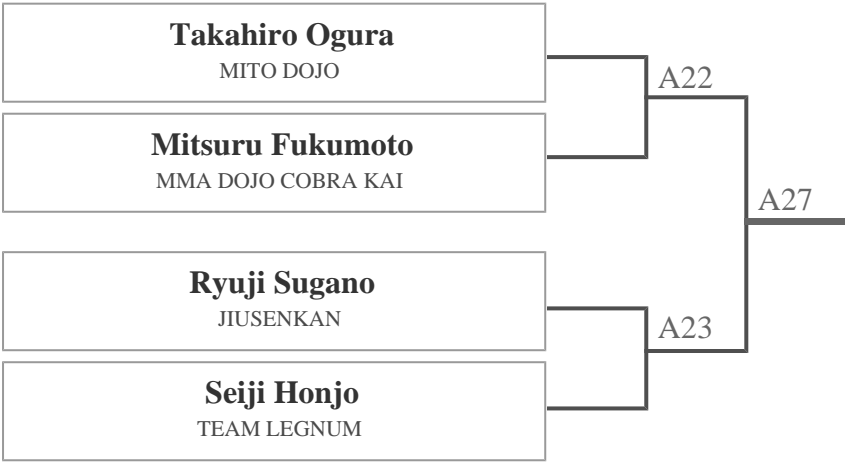 Takahiro Ogura
MITO DOJO
A22
Mitsuru Fukumoto
MMA DOJO COBRA KAI
A27
Ryuji Sugano
JIUSENKAN
A23
Seiji Honjo
TEAM LEGNUM